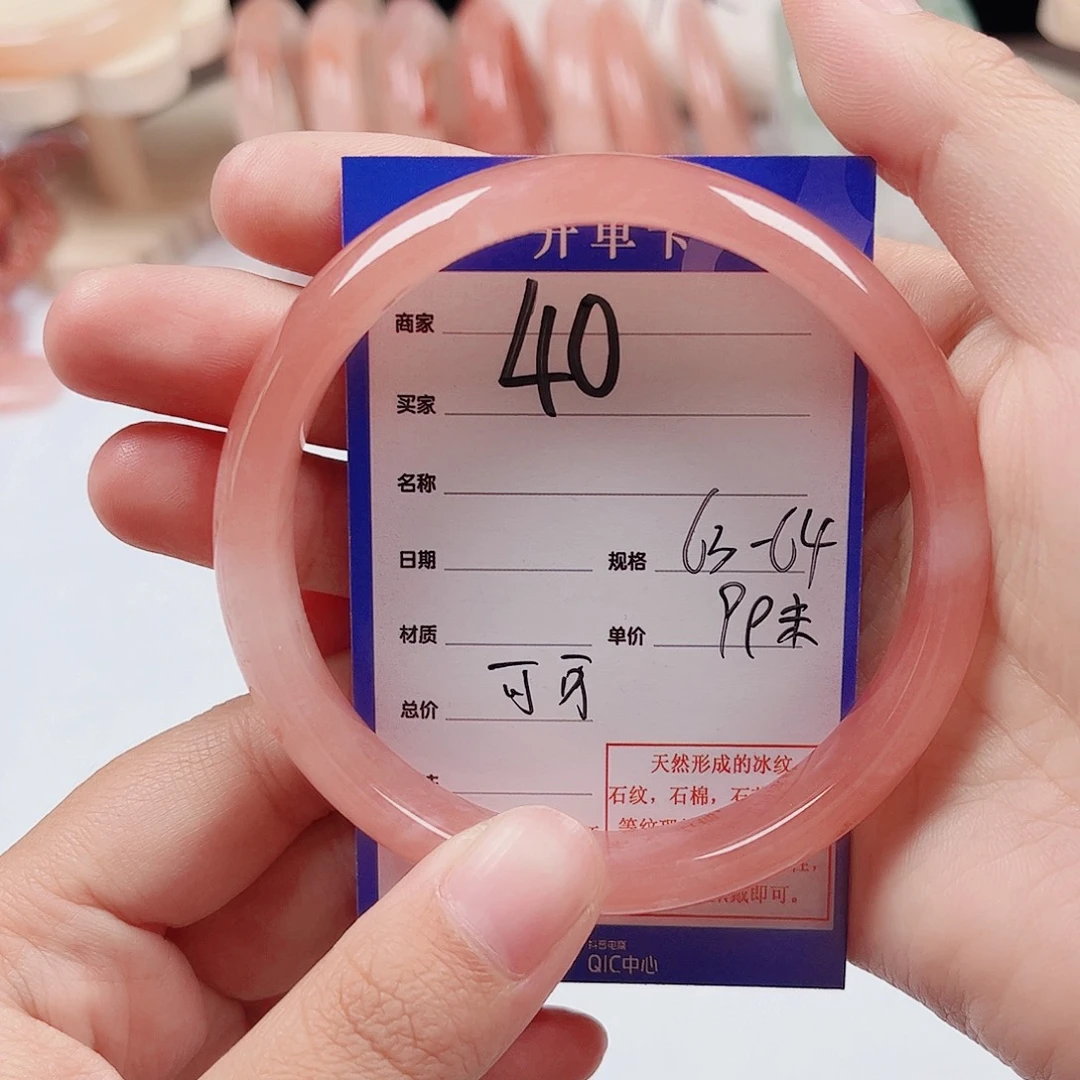 开单卡
商家 40
买家
名称
日期 规格 63-64
材质 单价 PP来
总价 可可
天然形成的冰纹
石纹，石棉，石
等纹理
戴即可。
抖音电商
QIC中心